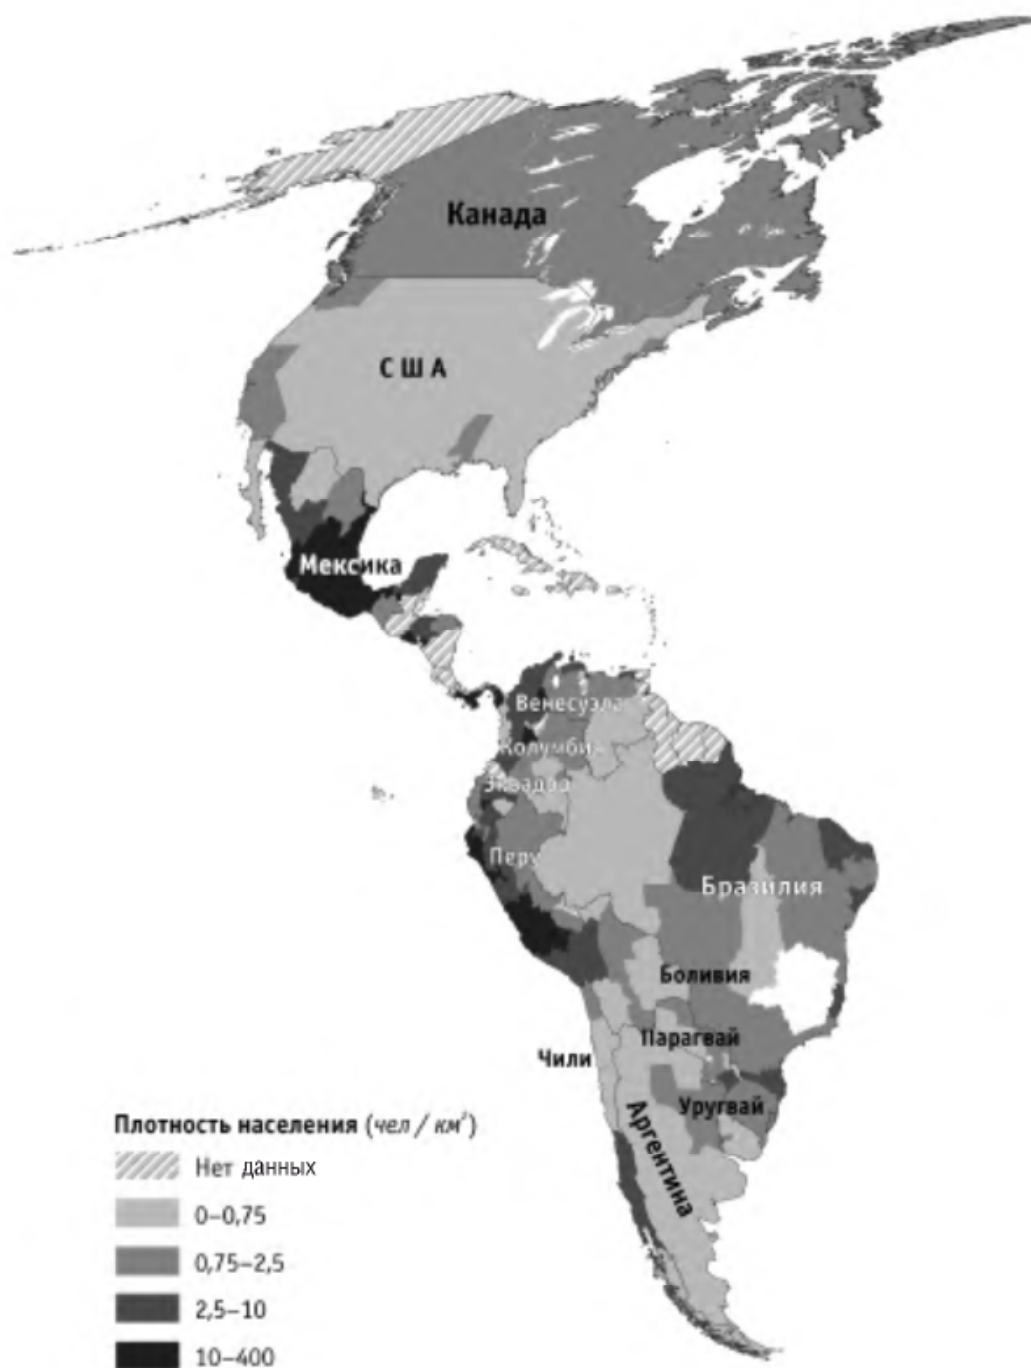 Канада
США
Мексика
Венесуэла
Колумбия
Эквадор
Перу
Бразилия
Боливия
Парагвай
Чили
Уругвай
Аргентина
Плотность населения (чел / км²)
Нет данных
0–0,75
0,75–2,5
2,5–10
10–400